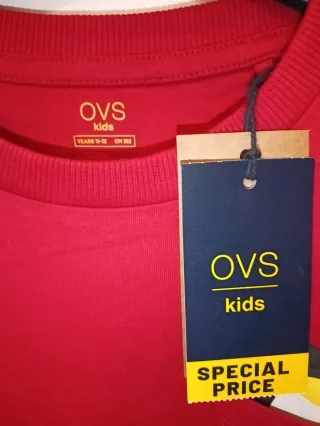 OVS
kids
YEARS 11-12 CM 152
OVS
kids
SPECIAL
PRICE